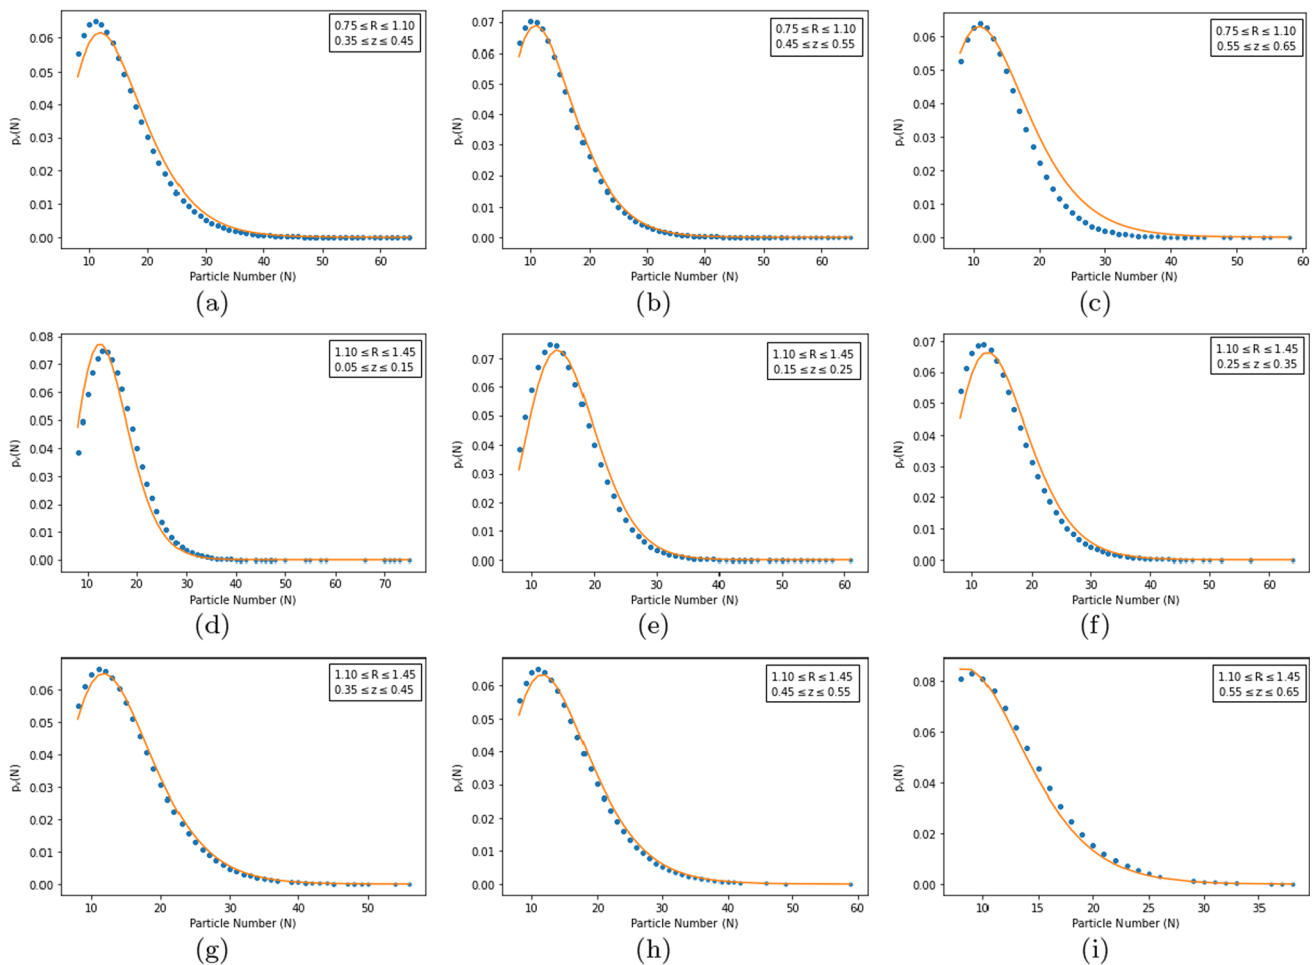 0.75 ≤ R ≤ 1.10
0.35 ≤ z ≤ 0.45
0.06
0.05
0.04
0.03
0.02
0.01
0.00
pᵥ(N)
10 20 30 40 50 60
Particle Number (N)
(a)
0.75 ≤ R ≤ 1.10
0.45 ≤ z ≤ 0.55
0.07
0.06
0.05
0.04
0.03
0.02
0.01
0.00
pᵥ(N)
10 20 30 40 50 60
Particle Number (N)
(b)
0.75 ≤ R ≤ 1.10
0.55 ≤ z ≤ 0.65
0.06
0.05
0.04
0.03
0.02
0.01
0.00
pᵥ(N)
10 20 30 40 50 60
Particle Number (N)
(c)
1.10 ≤ R ≤ 1.45
0.05 ≤ z ≤ 0.15
0.08
0.07
0.06
0.05
0.04
0.03
0.02
0.01
0.00
pᵥ(N)
10 20 30 40 50 60 70
Particle Number (N)
(d)
1.10 ≤ R ≤ 1.45
0.15 ≤ z ≤ 0.25
0.07
0.06
0.05
0.04
0.03
0.02
0.01
0.00
pᵥ(N)
10 20 30 40 50 60
Particle Number (N)
(e)
1.10 ≤ R ≤ 1.45
0.25 ≤ z ≤ 0.35
0.07
0.06
0.05
0.04
0.03
0.02
0.01
0.00
pᵥ(N)
10 20 30 40 50 60
Particle Number (N)
(f)
1.10 ≤ R ≤ 1.45
0.35 ≤ z ≤ 0.45
0.06
0.05
0.04
0.03
0.02
0.01
0.00
pᵥ(N)
10 20 30 40 50
Particle Number (N)
(g)
1.10 ≤ R ≤ 1.45
0.45 ≤ z ≤ 0.55
0.06
0.05
0.04
0.03
0.02
0.01
0.00
pᵥ(N)
10 20 30 40 50 60
Particle Number (N)
(h)
1.10 ≤ R ≤ 1.45
0.55 ≤ z ≤ 0.65
0.08
0.06
0.04
0.02
0.00
pᵥ(N)
10 15 20 25 30 35
Particle Number (N)
(i)